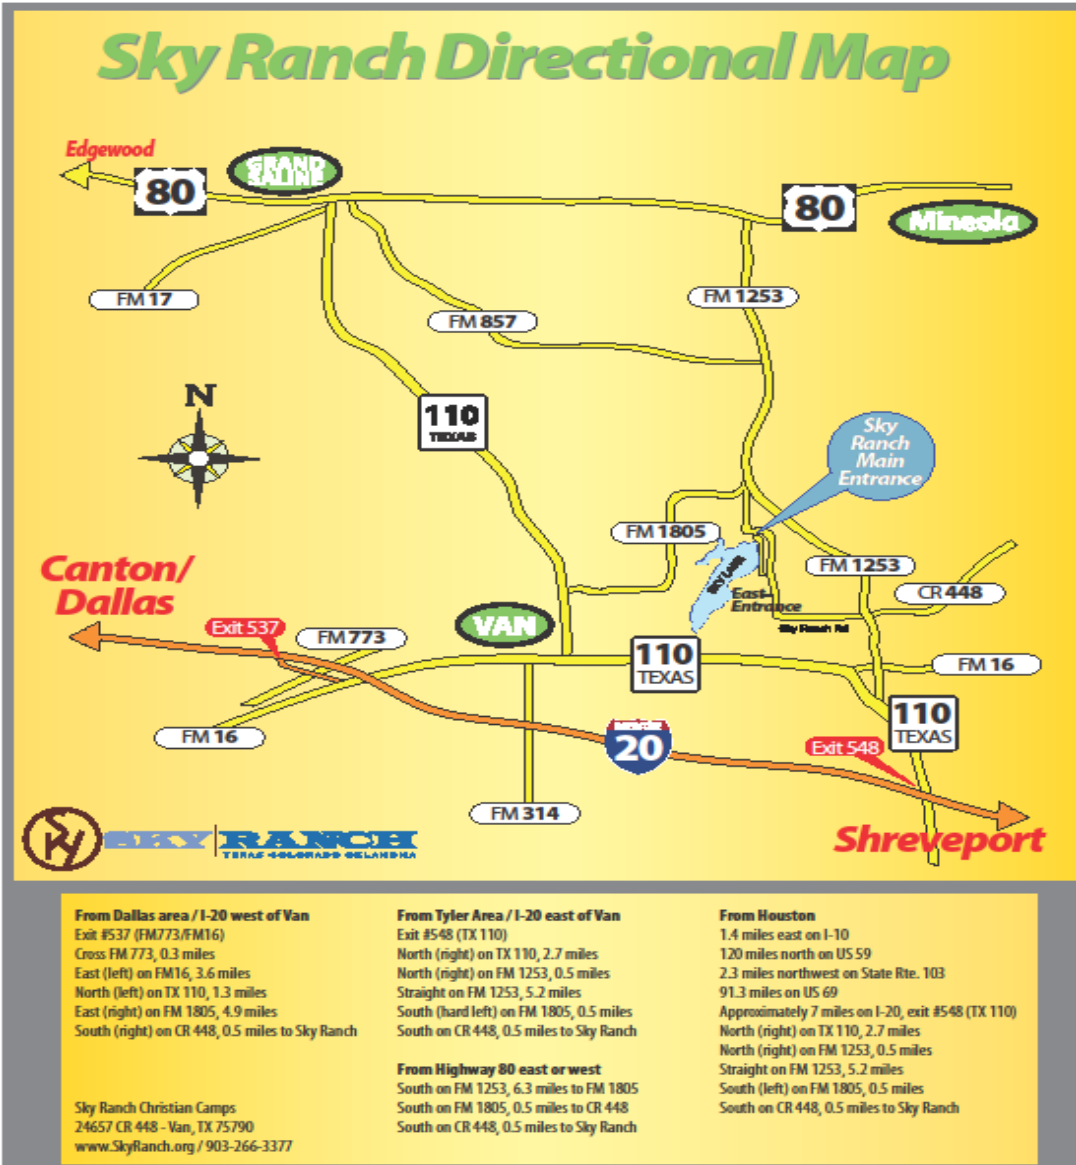 Sky Ranch Directional Map
Edgewood
80
GRAND
SALINE
80
Mineola
FM 17
FM 857
FM 1253
N
110
TEXAS
Sky
Ranch
Main
Entrance
FM 1805
SKY LAKE
FM 1253
CR 448
East
Entrance
Sky Ranch Rd
Canton/
Dallas
Exit 537
FM 773
VAN
110
TEXAS
FM 16
FM 16
110
TEXAS
20
Exit 548
FM 314
Shreveport
SKY RANCH
TEXAS COLORADO OKLAHOMA
From Dallas area / I-20 west of Van
Exit #537 (FM773/FM16)
Cross FM 773, 0.3 miles
East (left) on FM16, 3.6 miles
North (left) on TX 110, 1.3 miles
East (right) on FM 1805, 4.9 miles
South (right) on CR 448, 0.5 miles to Sky Ranch
Sky Ranch Christian Camps
24657 CR 448 - Van, TX 75790
www.SkyRanch.org / 903-266-3377
From Tyler Area / I-20 east of Van
Exit #548 (TX 110)
North (right) on TX 110, 2.7 miles
North (right) on FM 1253, 0.5 miles
Straight on FM 1253, 5.2 miles
South (hard left) on FM 1805, 0.5 miles
South on CR 448, 0.5 miles to Sky Ranch
From Highway 80 east or west
South on FM 1253, 6.3 miles to FM 1805
South on FM 1805, 0.5 miles to CR 448
South on CR 448, 0.5 miles to Sky Ranch
From Houston
1.4 miles east on I-10
120 miles north on US 59
2.3 miles northwest on State Rte. 103
91.3 miles on US 69
Approximately 7 miles on I-20, exit #548 (TX 110)
North (right) on TX 110, 2.7 miles
North (right) on FM 1253, 0.5 miles
Straight on FM 1253, 5.2 miles
South (left) on FM 1805, 0.5 miles
South on CR 448, 0.5 miles to Sky Ranch